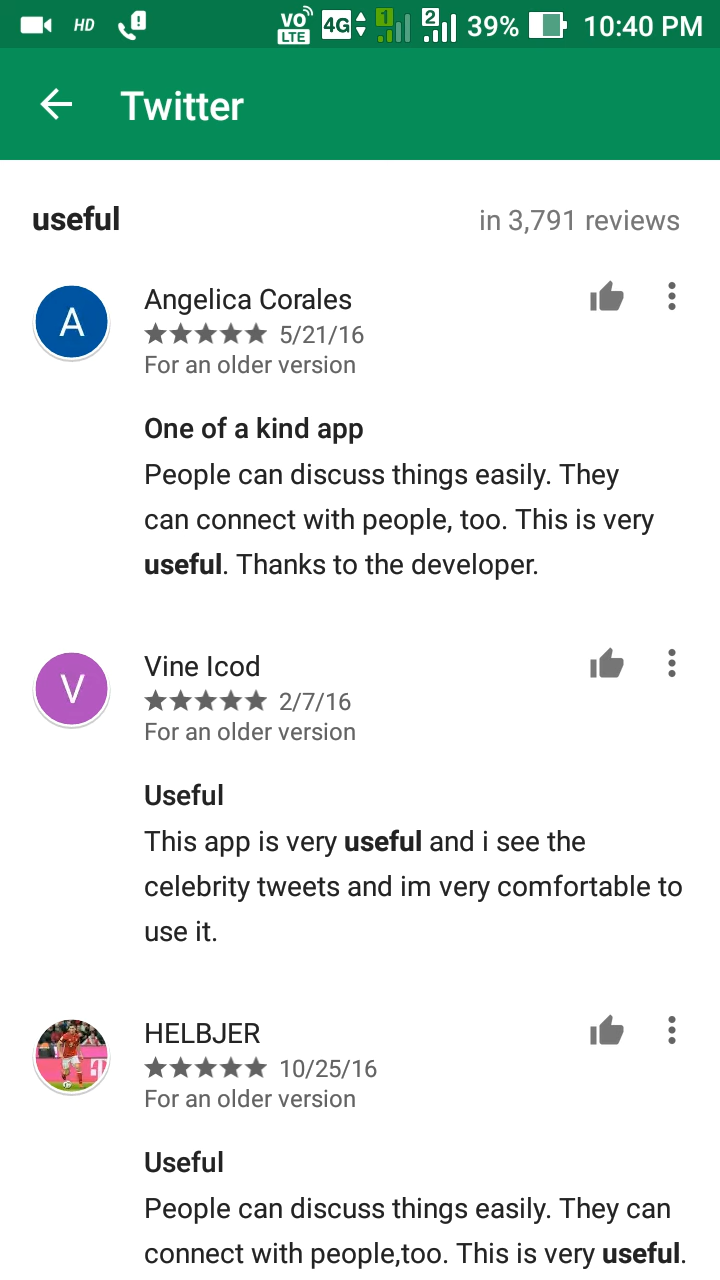 HD VO LTE 4G 1 2 39% 10:40 PM
Twitter
useful in 3,791 reviews
A Angelica Corales
★★★★★ 5/21/16
For an older version
One of a kind app
People can discuss things easily. They
can connect with people, too. This is very
useful. Thanks to the developer.
V Vine Icod
★★★★★ 2/7/16
For an older version
Useful
This app is very useful and i see the
celebrity tweets and im very comfortable to
use it.
HELBJER
★★★★★ 10/25/16
For an older version
Useful
People can discuss things easily. They can
connect with people,too. This is very useful.